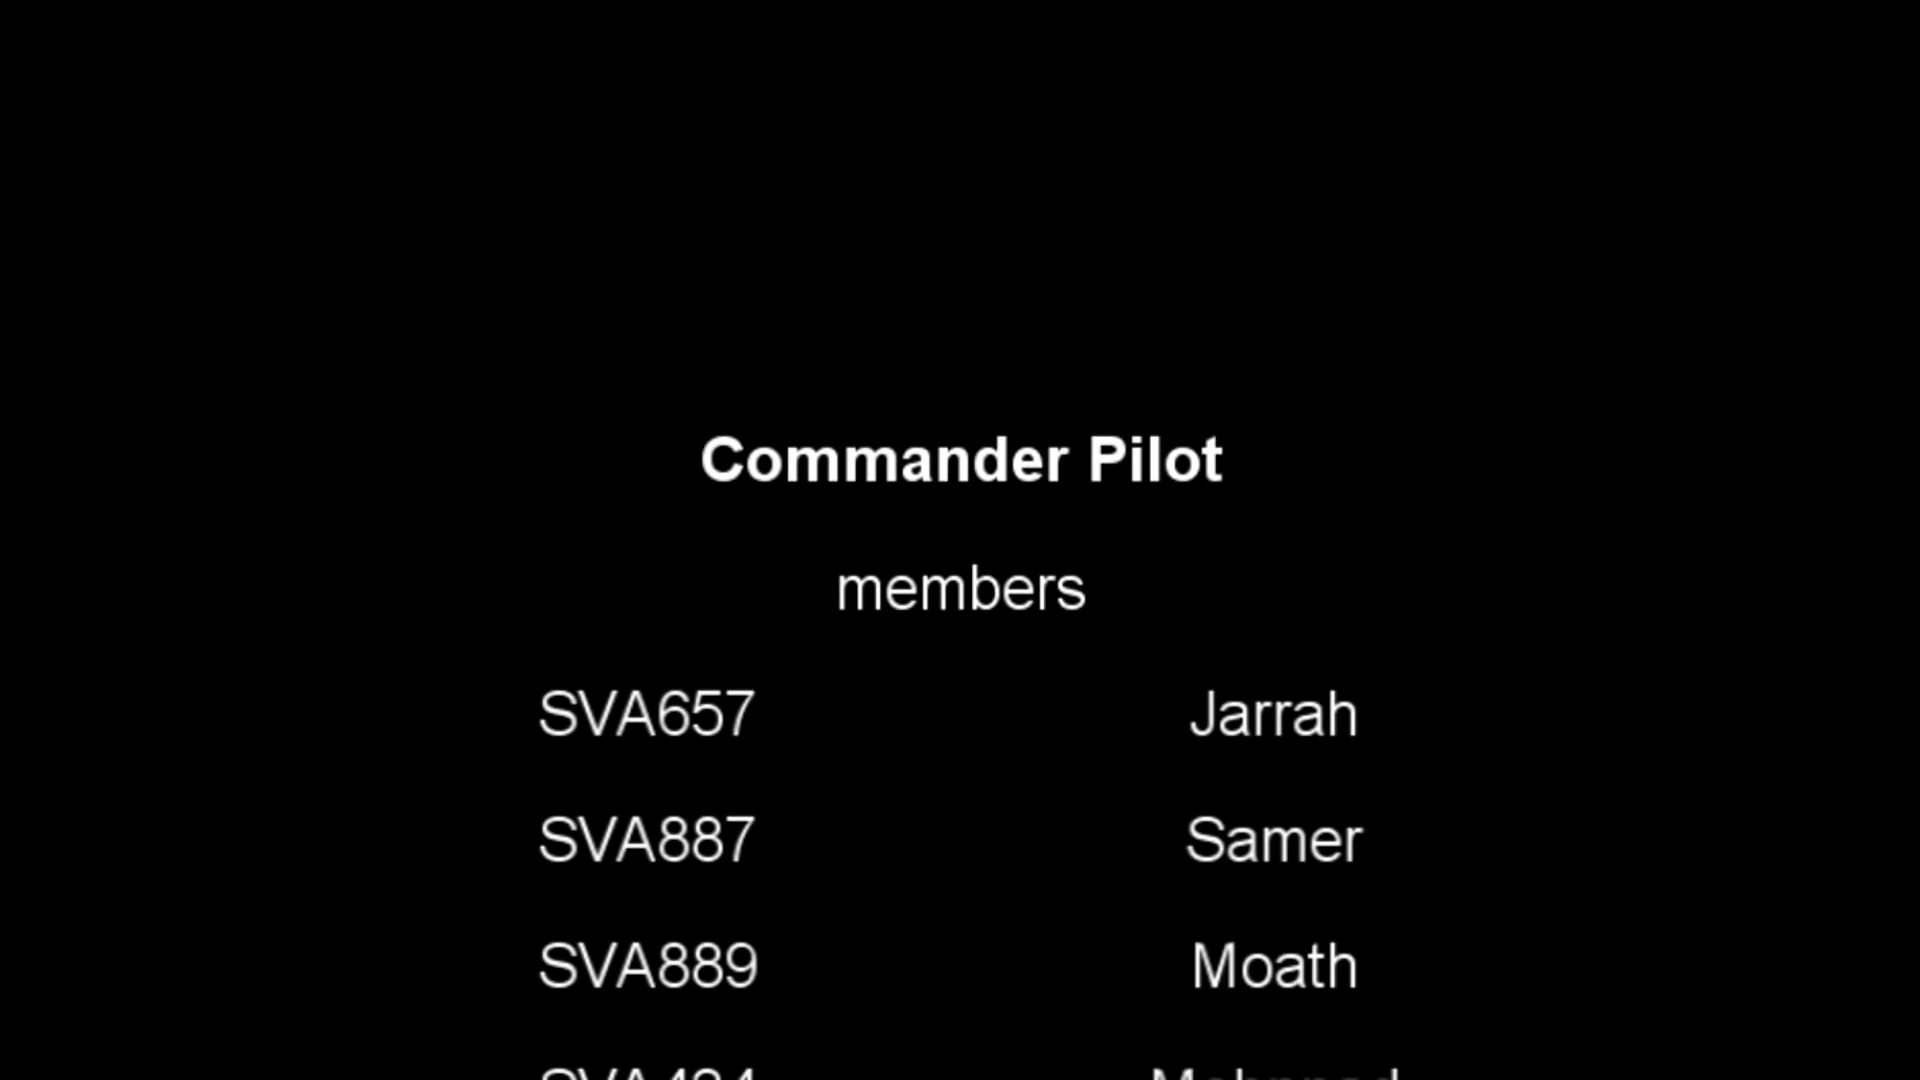 Commander Pilot
members
SVA657 Jarrah
SVA887 Samer
SVA889 Moath